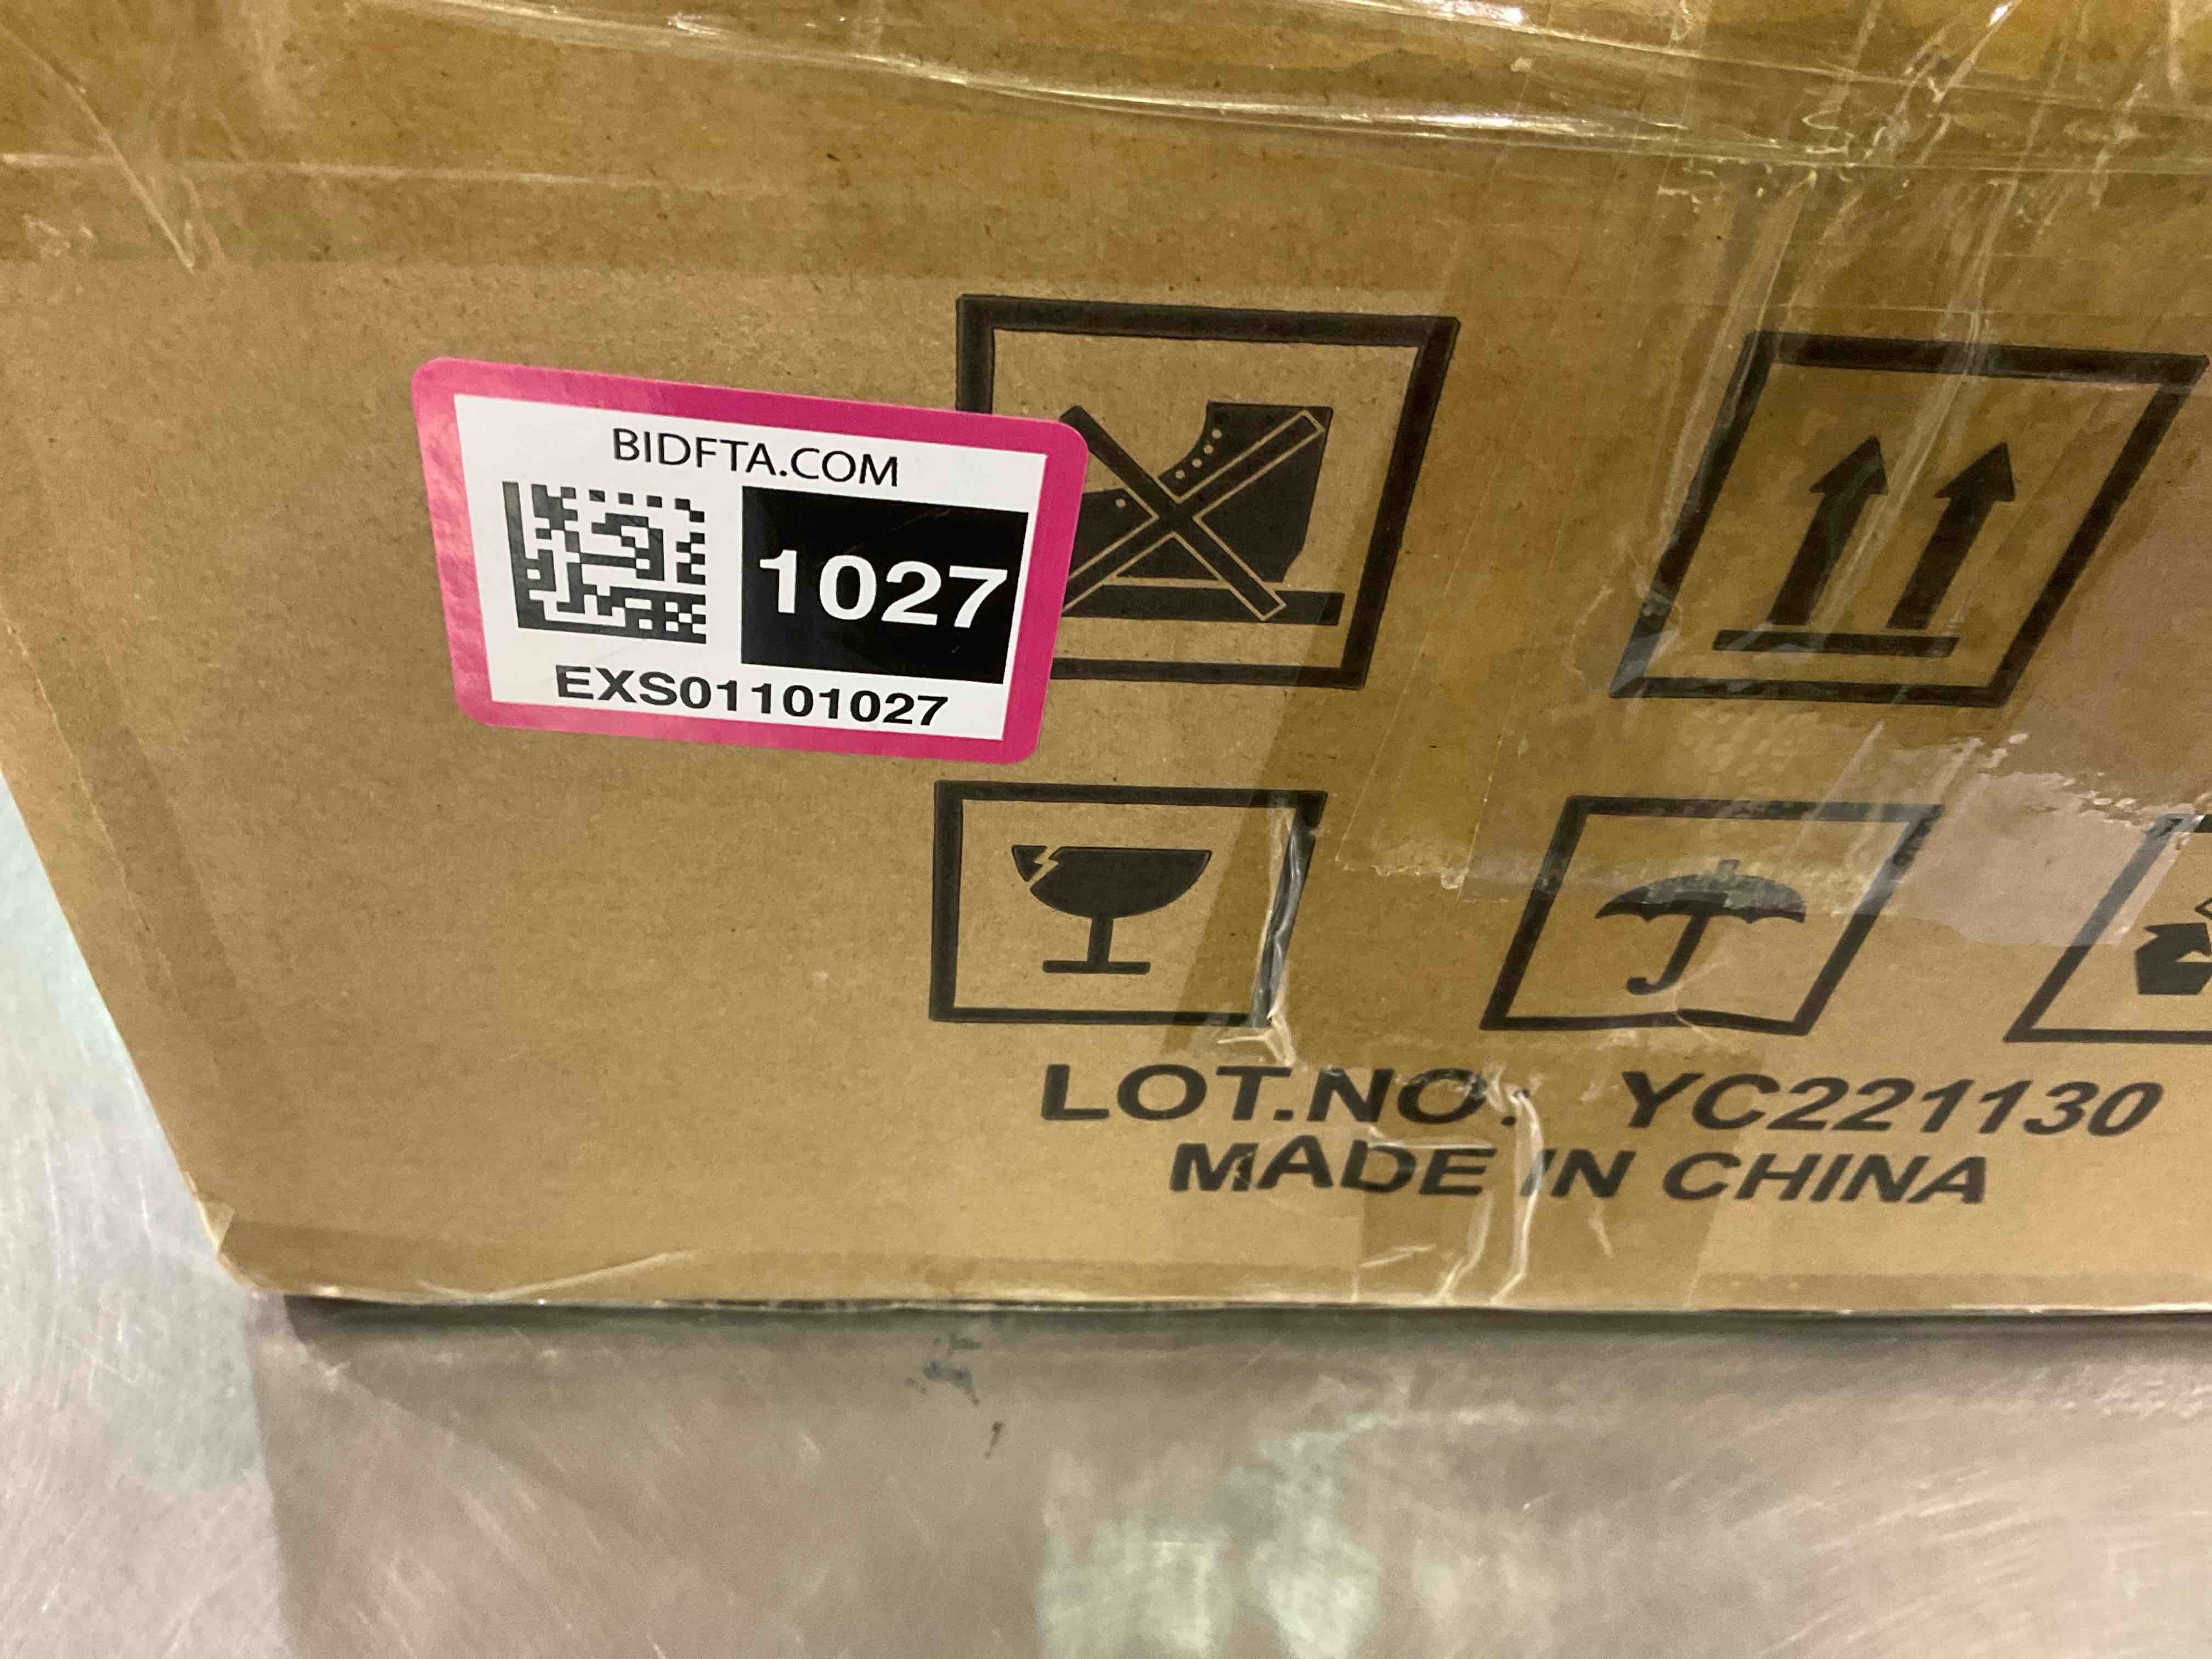 BIDFTA.COM
1027
EXS01101027
LOT.NO: YC221130
MADE IN CHINA